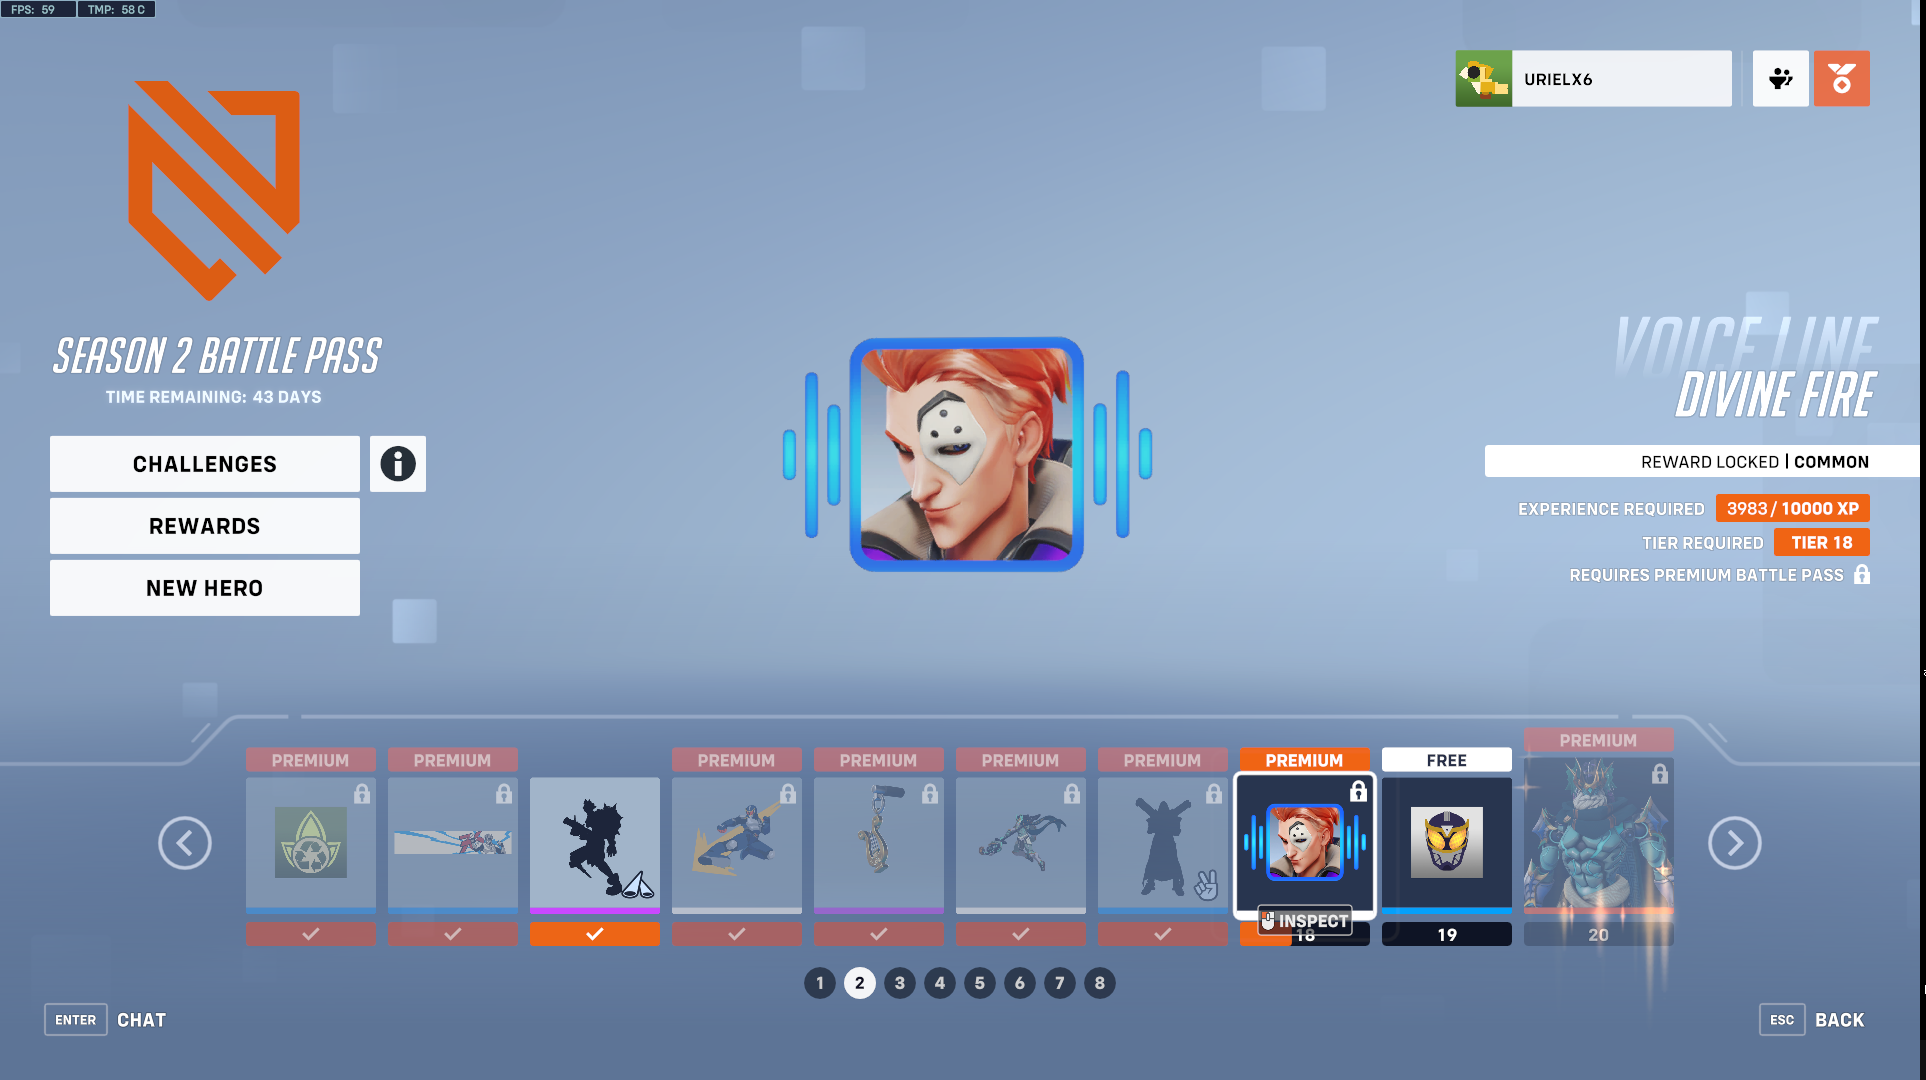 FPS: 59 TMP: 58 C
URIELX6
SEASON 2 BATTLE PASS
TIME REMAINING: 43 DAYS
CHALLENGES
REWARDS
NEW HERO
VOICE LINE
DIVINE FIRE
REWARD LOCKED | COMMON
EXPERIENCE REQUIRED 3983 / 10000 XP
TIER REQUIRED TIER 18
REQUIRES PREMIUM BATTLE PASS
PREMIUM PREMIUM PREMIUM PREMIUM PREMIUM PREMIUM PREMIUM FREE PREMIUM
INSPECT
18 19 20
1 2 3 4 5 6 7 8
ENTER CHAT
ESC BACK